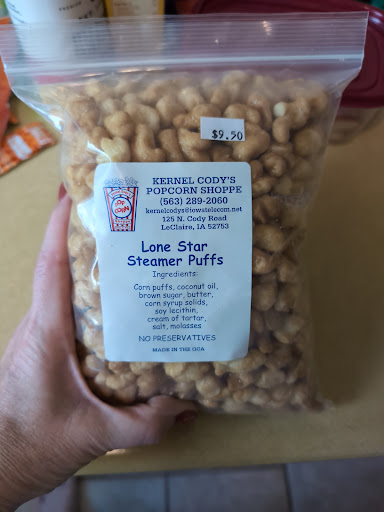 $9.50
KERNEL CODY'S
POPCORN SHOPPE
(563) 289-2060
kernelcodys@iowatelecom.net
125 N. Cody Road
LeClaire, IA 52753
Lone Star
Steamer Puffs
Ingredients:
Corn puffs, coconut oil,
brown sugar, butter,
corn syrup solids,
soy lecithin,
cream of tartar,
salt, molasses
NO PRESERVATIVES
MADE IN THE